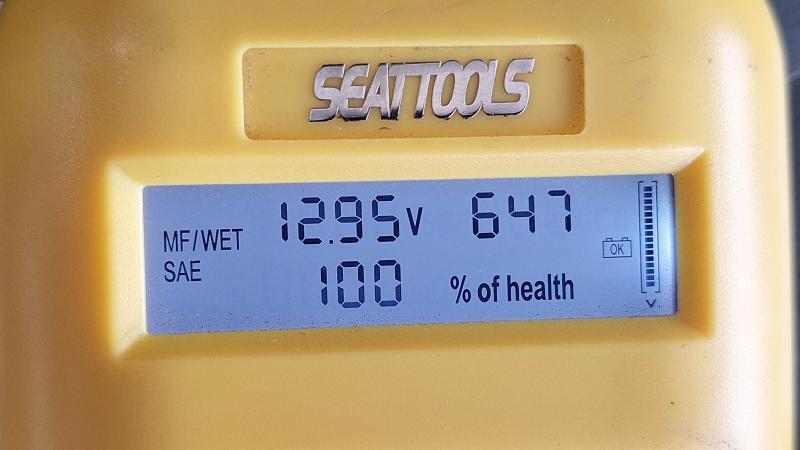 SEATTOOLS
MF/WET 12.95V 647
SAE 100 % of health
OK
V